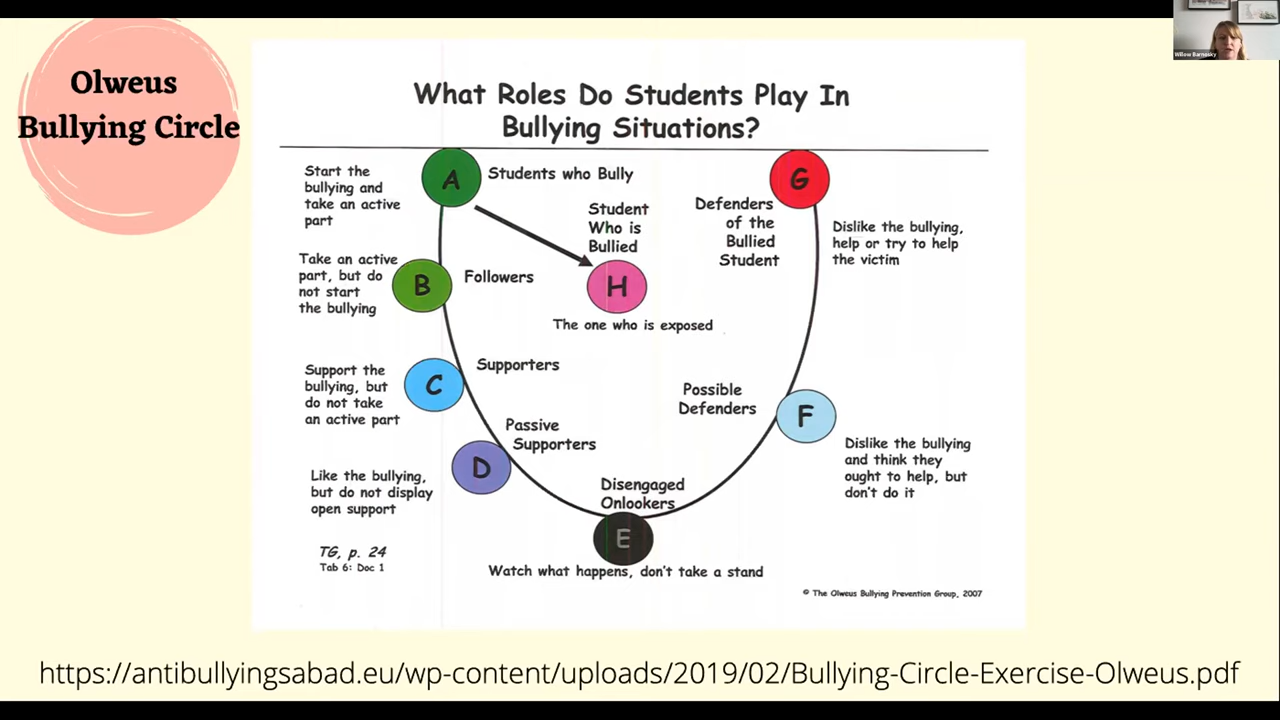 Olweus
Bullying Circle
Willow Barnosky
What Roles Do Students Play In
Bullying Situations?
A
Students who Bully
Start the
bullying and
take an active
part
Student
Who is
Bullied
H
The one who is exposed
G
Defenders
of the
Bullied
Student
Dislike the bullying,
help or try to help
the victim
Take an active
part, but do
not start
the bullying
B
Followers
Support the
bullying, but
do not take
an active part
C
Supporters
Possible
Defenders
F
Dislike the bullying
and think they
ought to help, but
don't do it
Passive
Supporters
D
Like the bullying,
but do not display
open support
Disengaged
Onlookers
E
Watch what happens, don't take a stand
TG, p. 24
Tab 6: Doc 1
© The Olweus Bullying Prevention Group, 2007
https://antibullyingsabad.eu/wp-content/uploads/2019/02/Bullying-Circle-Exercise-Olweus.pdf